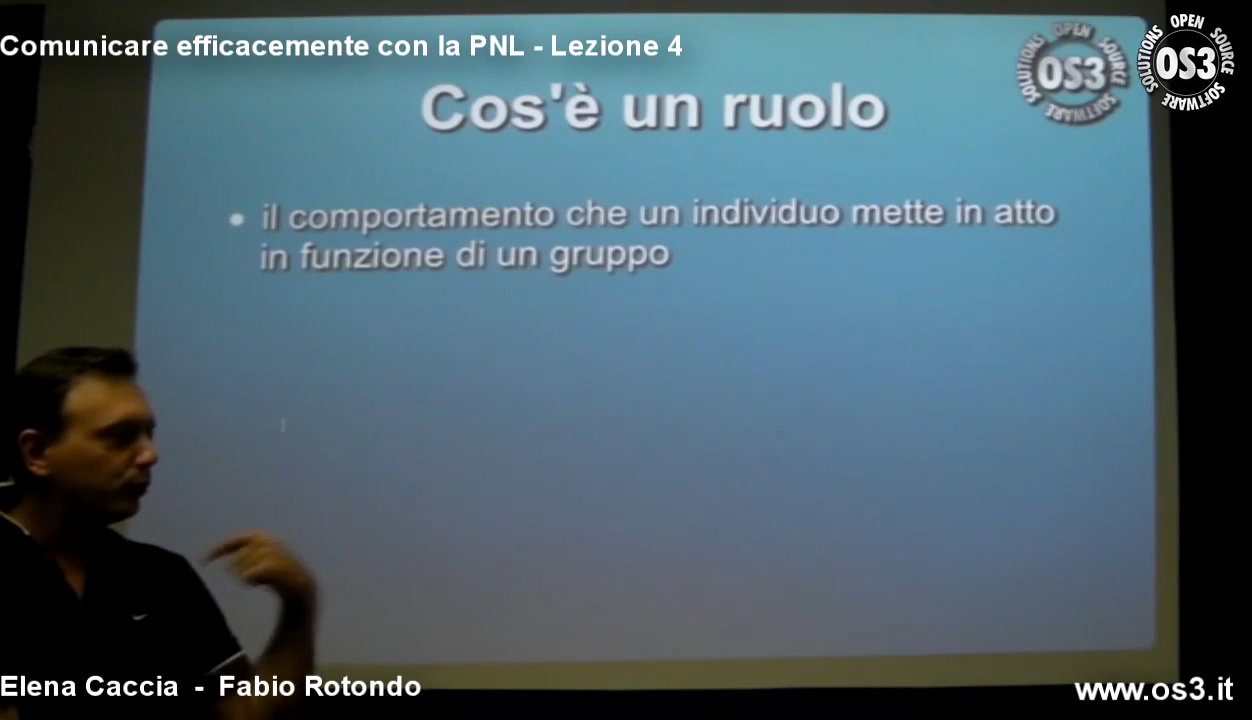 Comunicare efficacemente con la PNL - Lezione 4
OPEN SOURCE SOFTWARE SOLUTIONS
OS3
OPEN SOURCE SOFTWARE SOLUTIONS
OS3
Cos'è un ruolo
• il comportamento che un individuo mette in atto
in funzione di un gruppo
Elena Caccia - Fabio Rotondo
www.os3.it